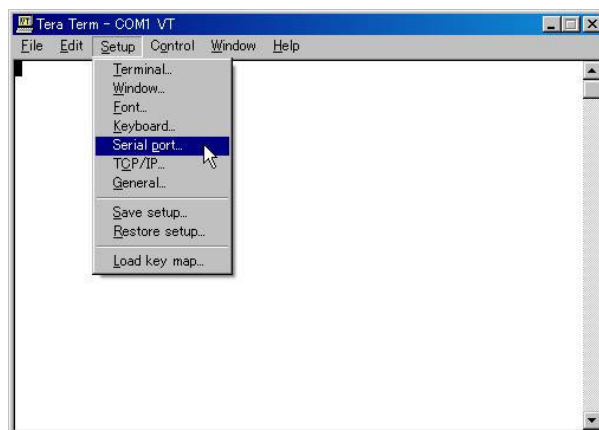 Tera Term - COM1 VT
File Edit Setup Control Window Help
Terminal...
Window...
Font...
Keyboard...
Serial port...
TCP/IP...
General...
Save setup...
Restore setup...
Load key map...